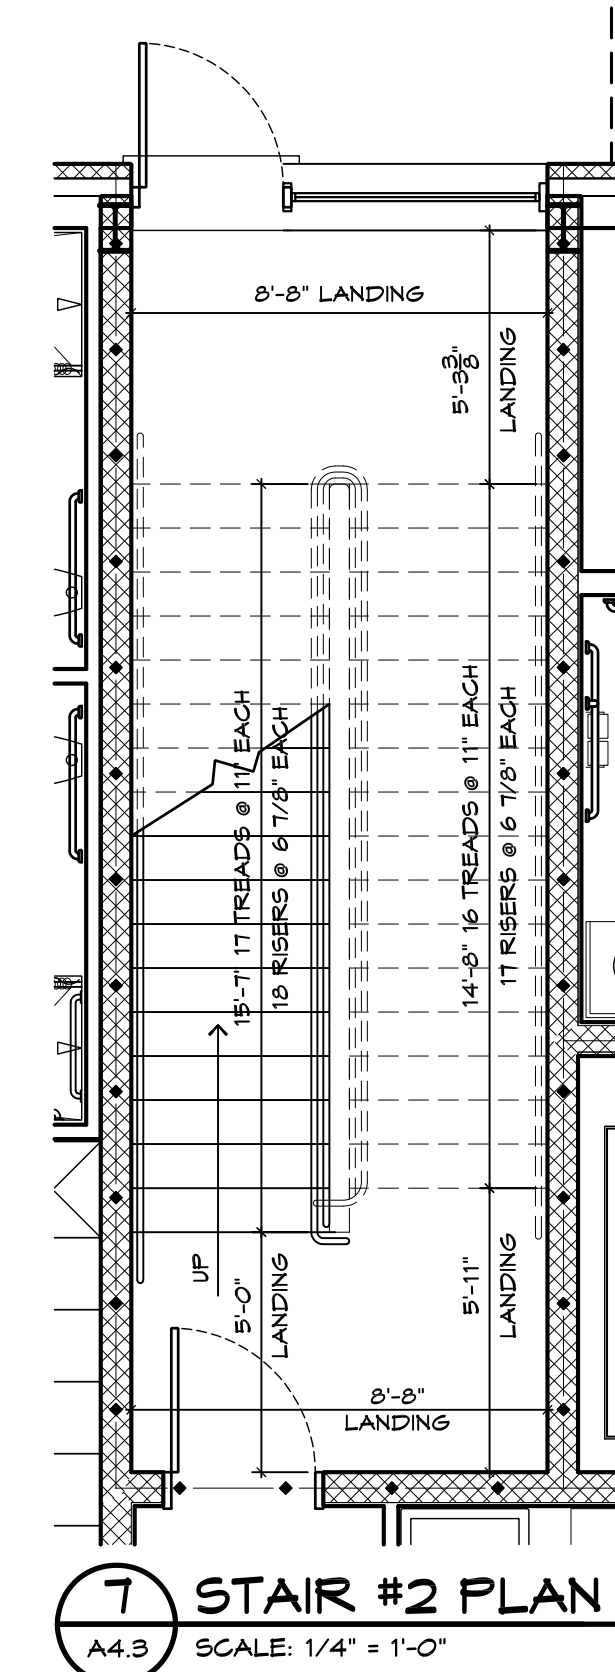 8'-8" LANDING
5'-3 3/8"
LANDING
15'-7" 17 TREADS @ 11" EACH
18 RISERS @ 6 7/8" EACH
14'-8" 16 TREADS @ 11" EACH
17 RISERS @ 6 7/8" EACH
UP
5'-0"
LANDING
5'-11"
LANDING
8'-8"
LANDING
7
A4.3
STAIR #2 PLAN
SCALE: 1/4" = 1'-0"